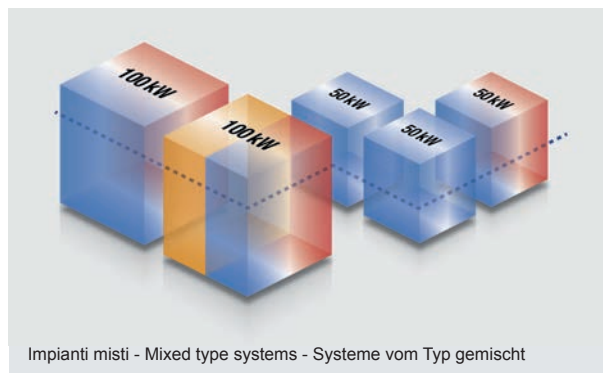 100kW
100kW
50kW
50kW
50kW
Impianti misti - Mixed type systems - Systeme vom Typ gemischt